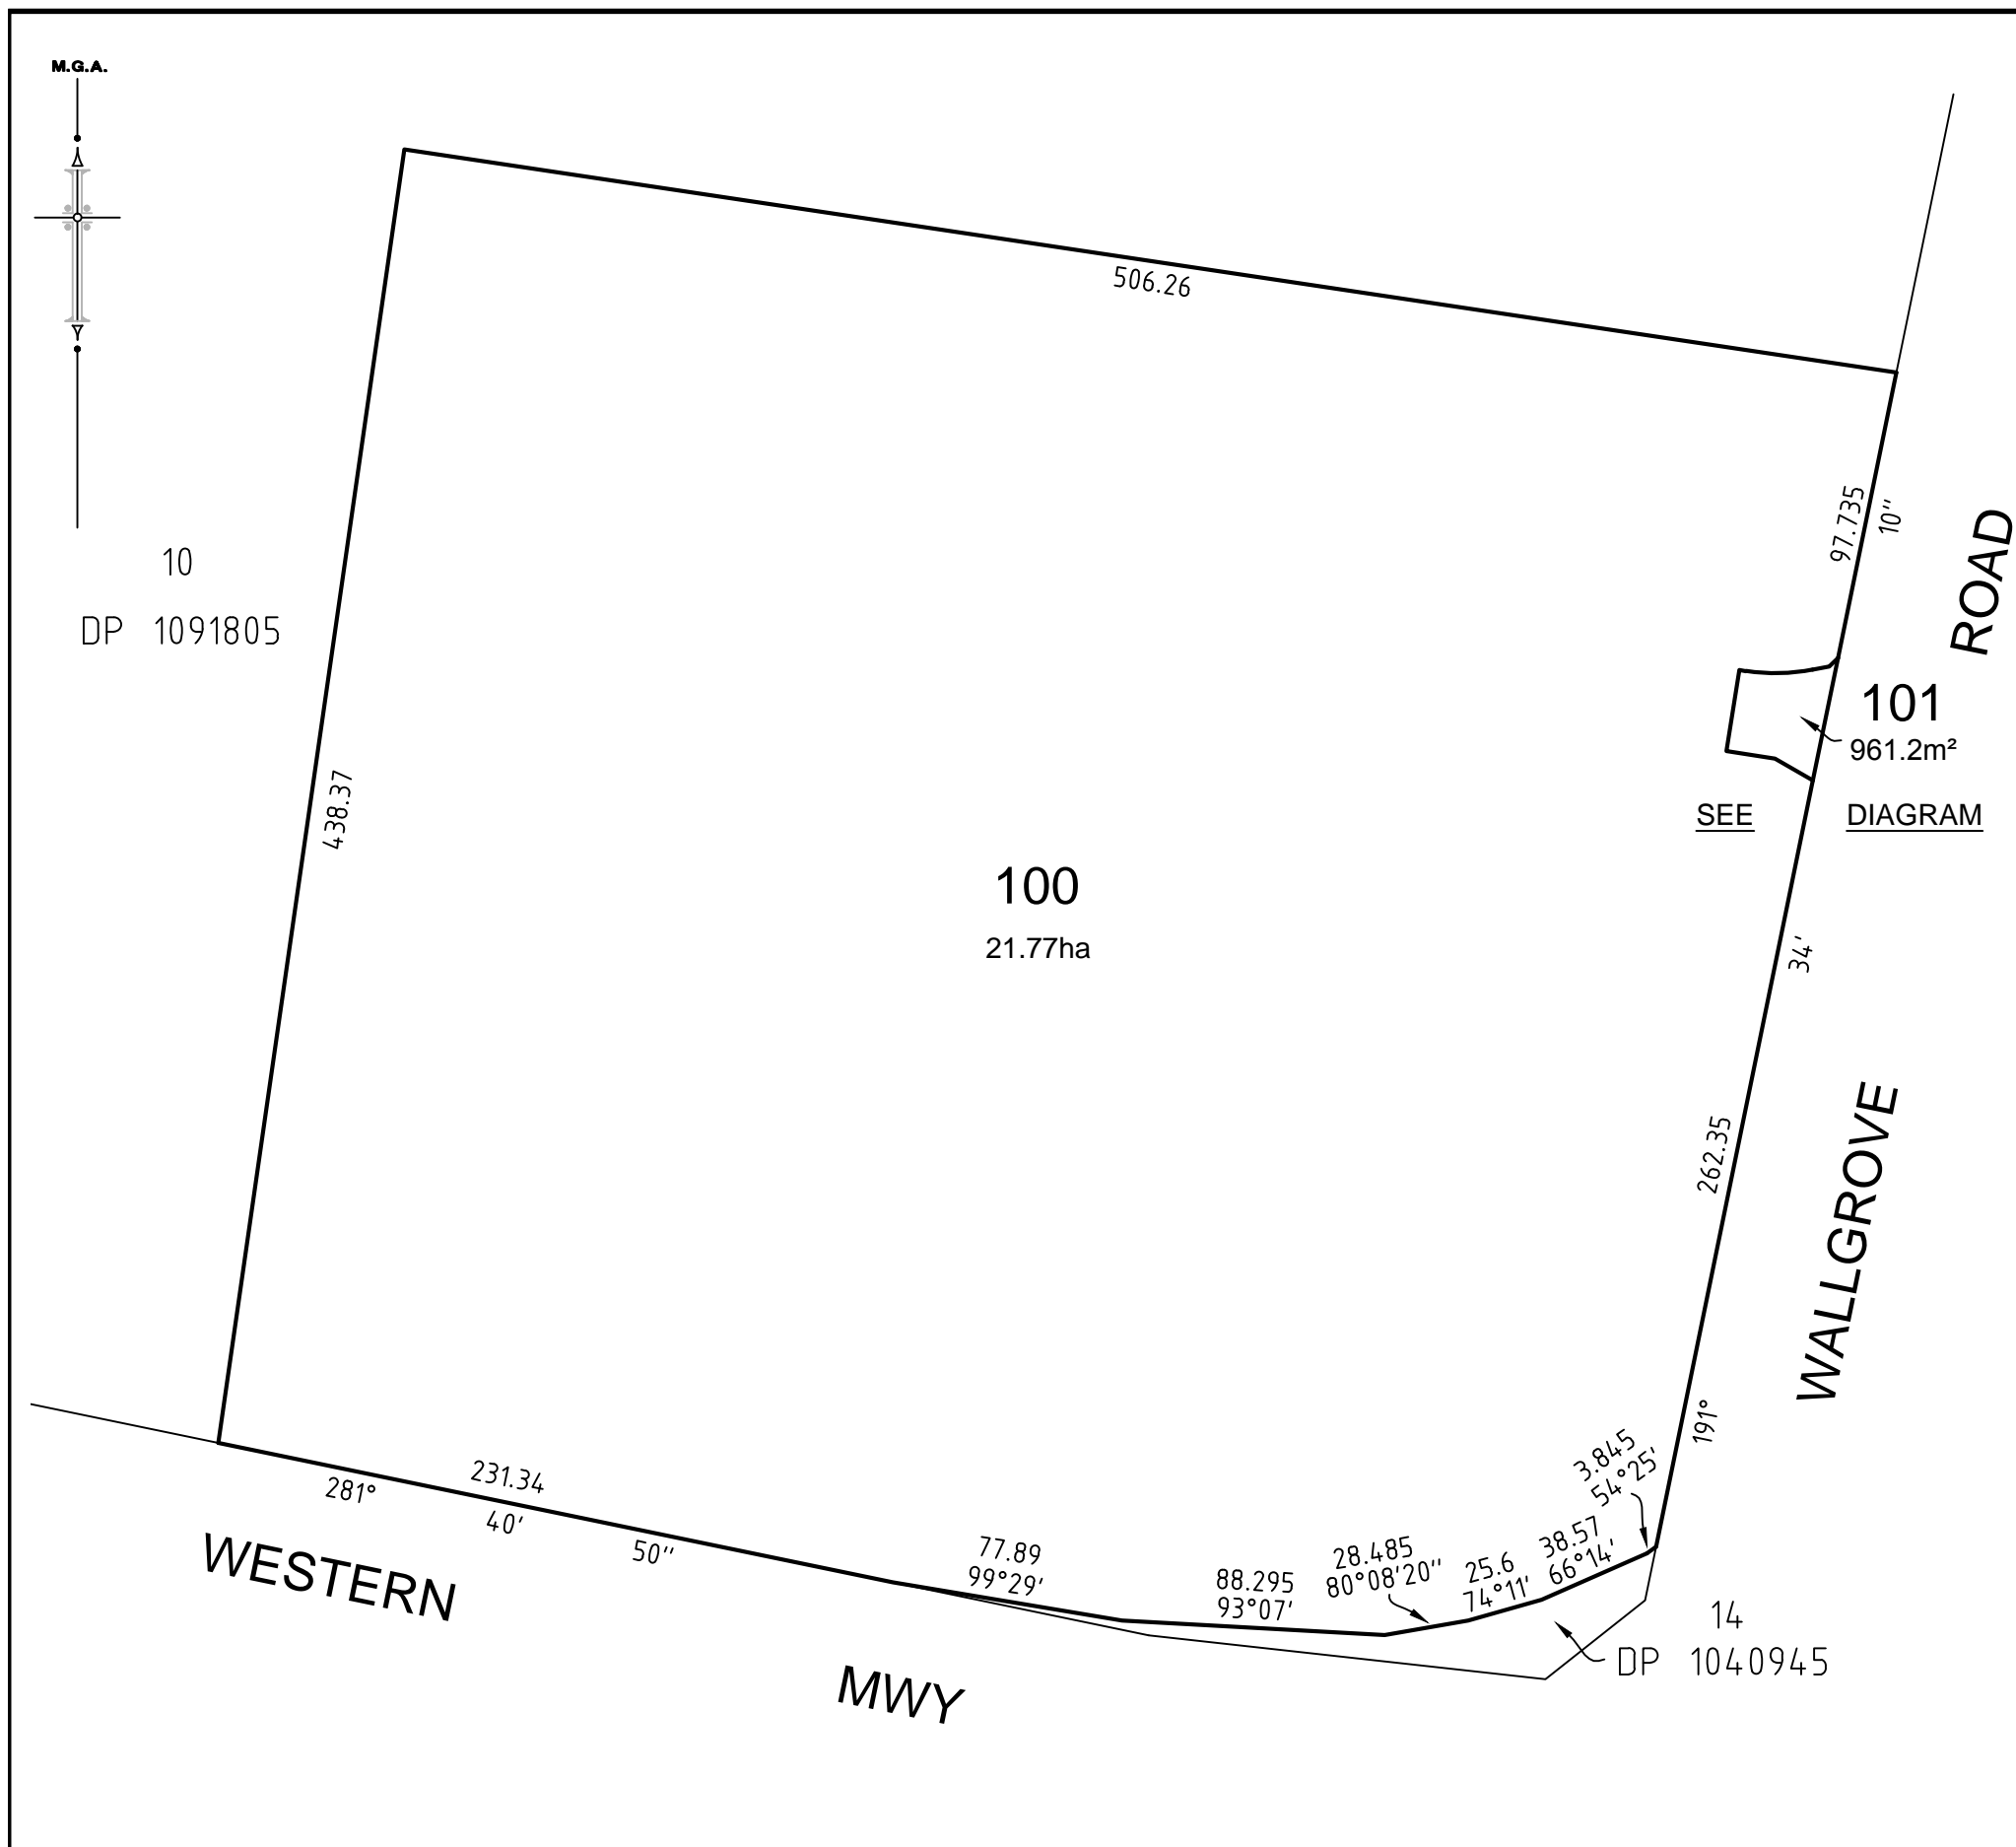 M.G.A.
506.26
97.735
10"
ROAD
10
DP 1091805
101
961.2m²
SEE DIAGRAM
438.37
100
21.77ha
34'
262.35
WALLGROVE
191°
3.845
54°25'
231.34
281° 40' 50"
WESTERN
77.89
99°29'
88.295
93°07'
28.485
80°08'20"
25.6
74°11'
38.57
66°14'
14
DP 1040945
MWY